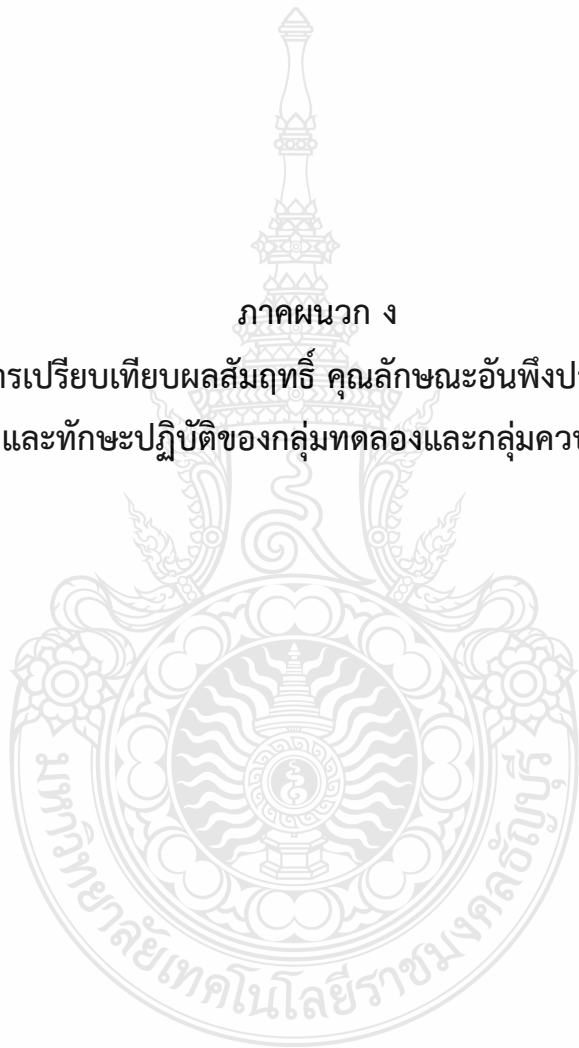 ภาคผนวก ง
ารเปรียบเทียบผลสัมฤทธิ์ คุณลักษณะอันพึงป
และทักษะปฏิบัติของกลุ่มทดลองและกลุ่มควบ
มหาวิทยาลัยเทคโนโลยีราชมงคลธัญบุรี